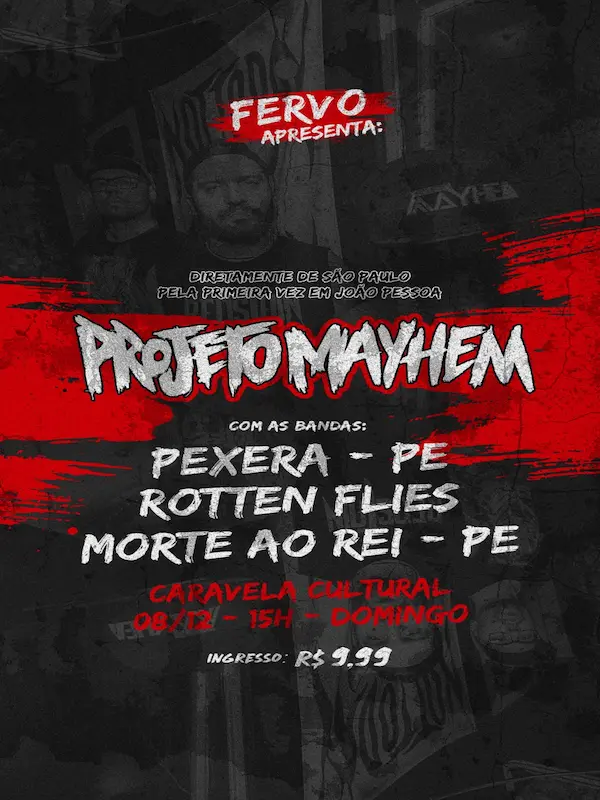 FERVO
APRESENTA:
MAYHEM
DIRETAMENTE DE SÃO PAULO
PELA PRIMEIRA VEZ EM JOÃO PESSOA
PROJETO MAYHEM
COM AS BANDAS:
PEXERA - PE
ROTTEN FLIES
MORTE AO REI - PE
CARAVELA CULTURAL
08/12 - 15H - DOMINGO
INGRESSO: R$ 9,99